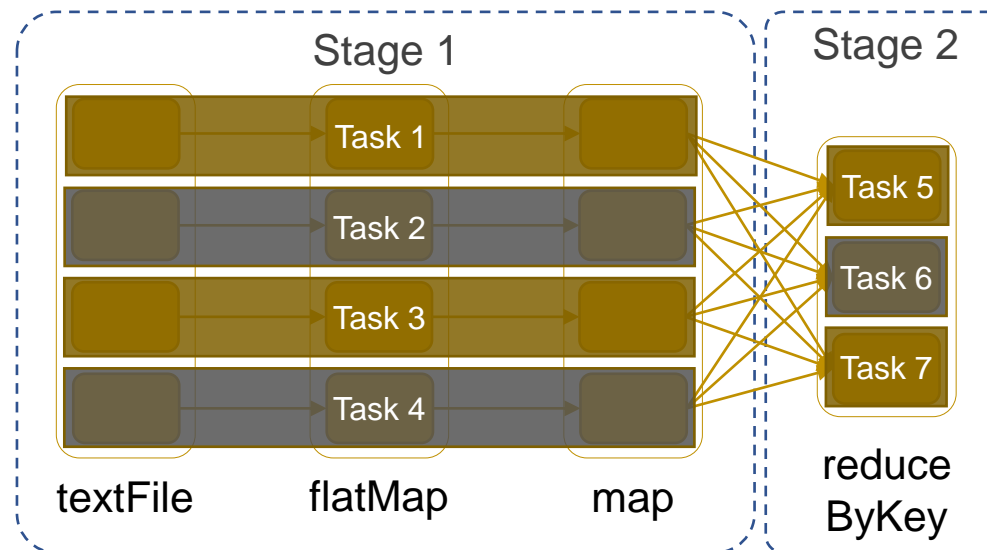 Stage 1
Stage 2
Task 1
Task 2
Task 3
Task 4
Task 5
Task 6
Task 7
textFile
flatMap
map
reduce
ByKey